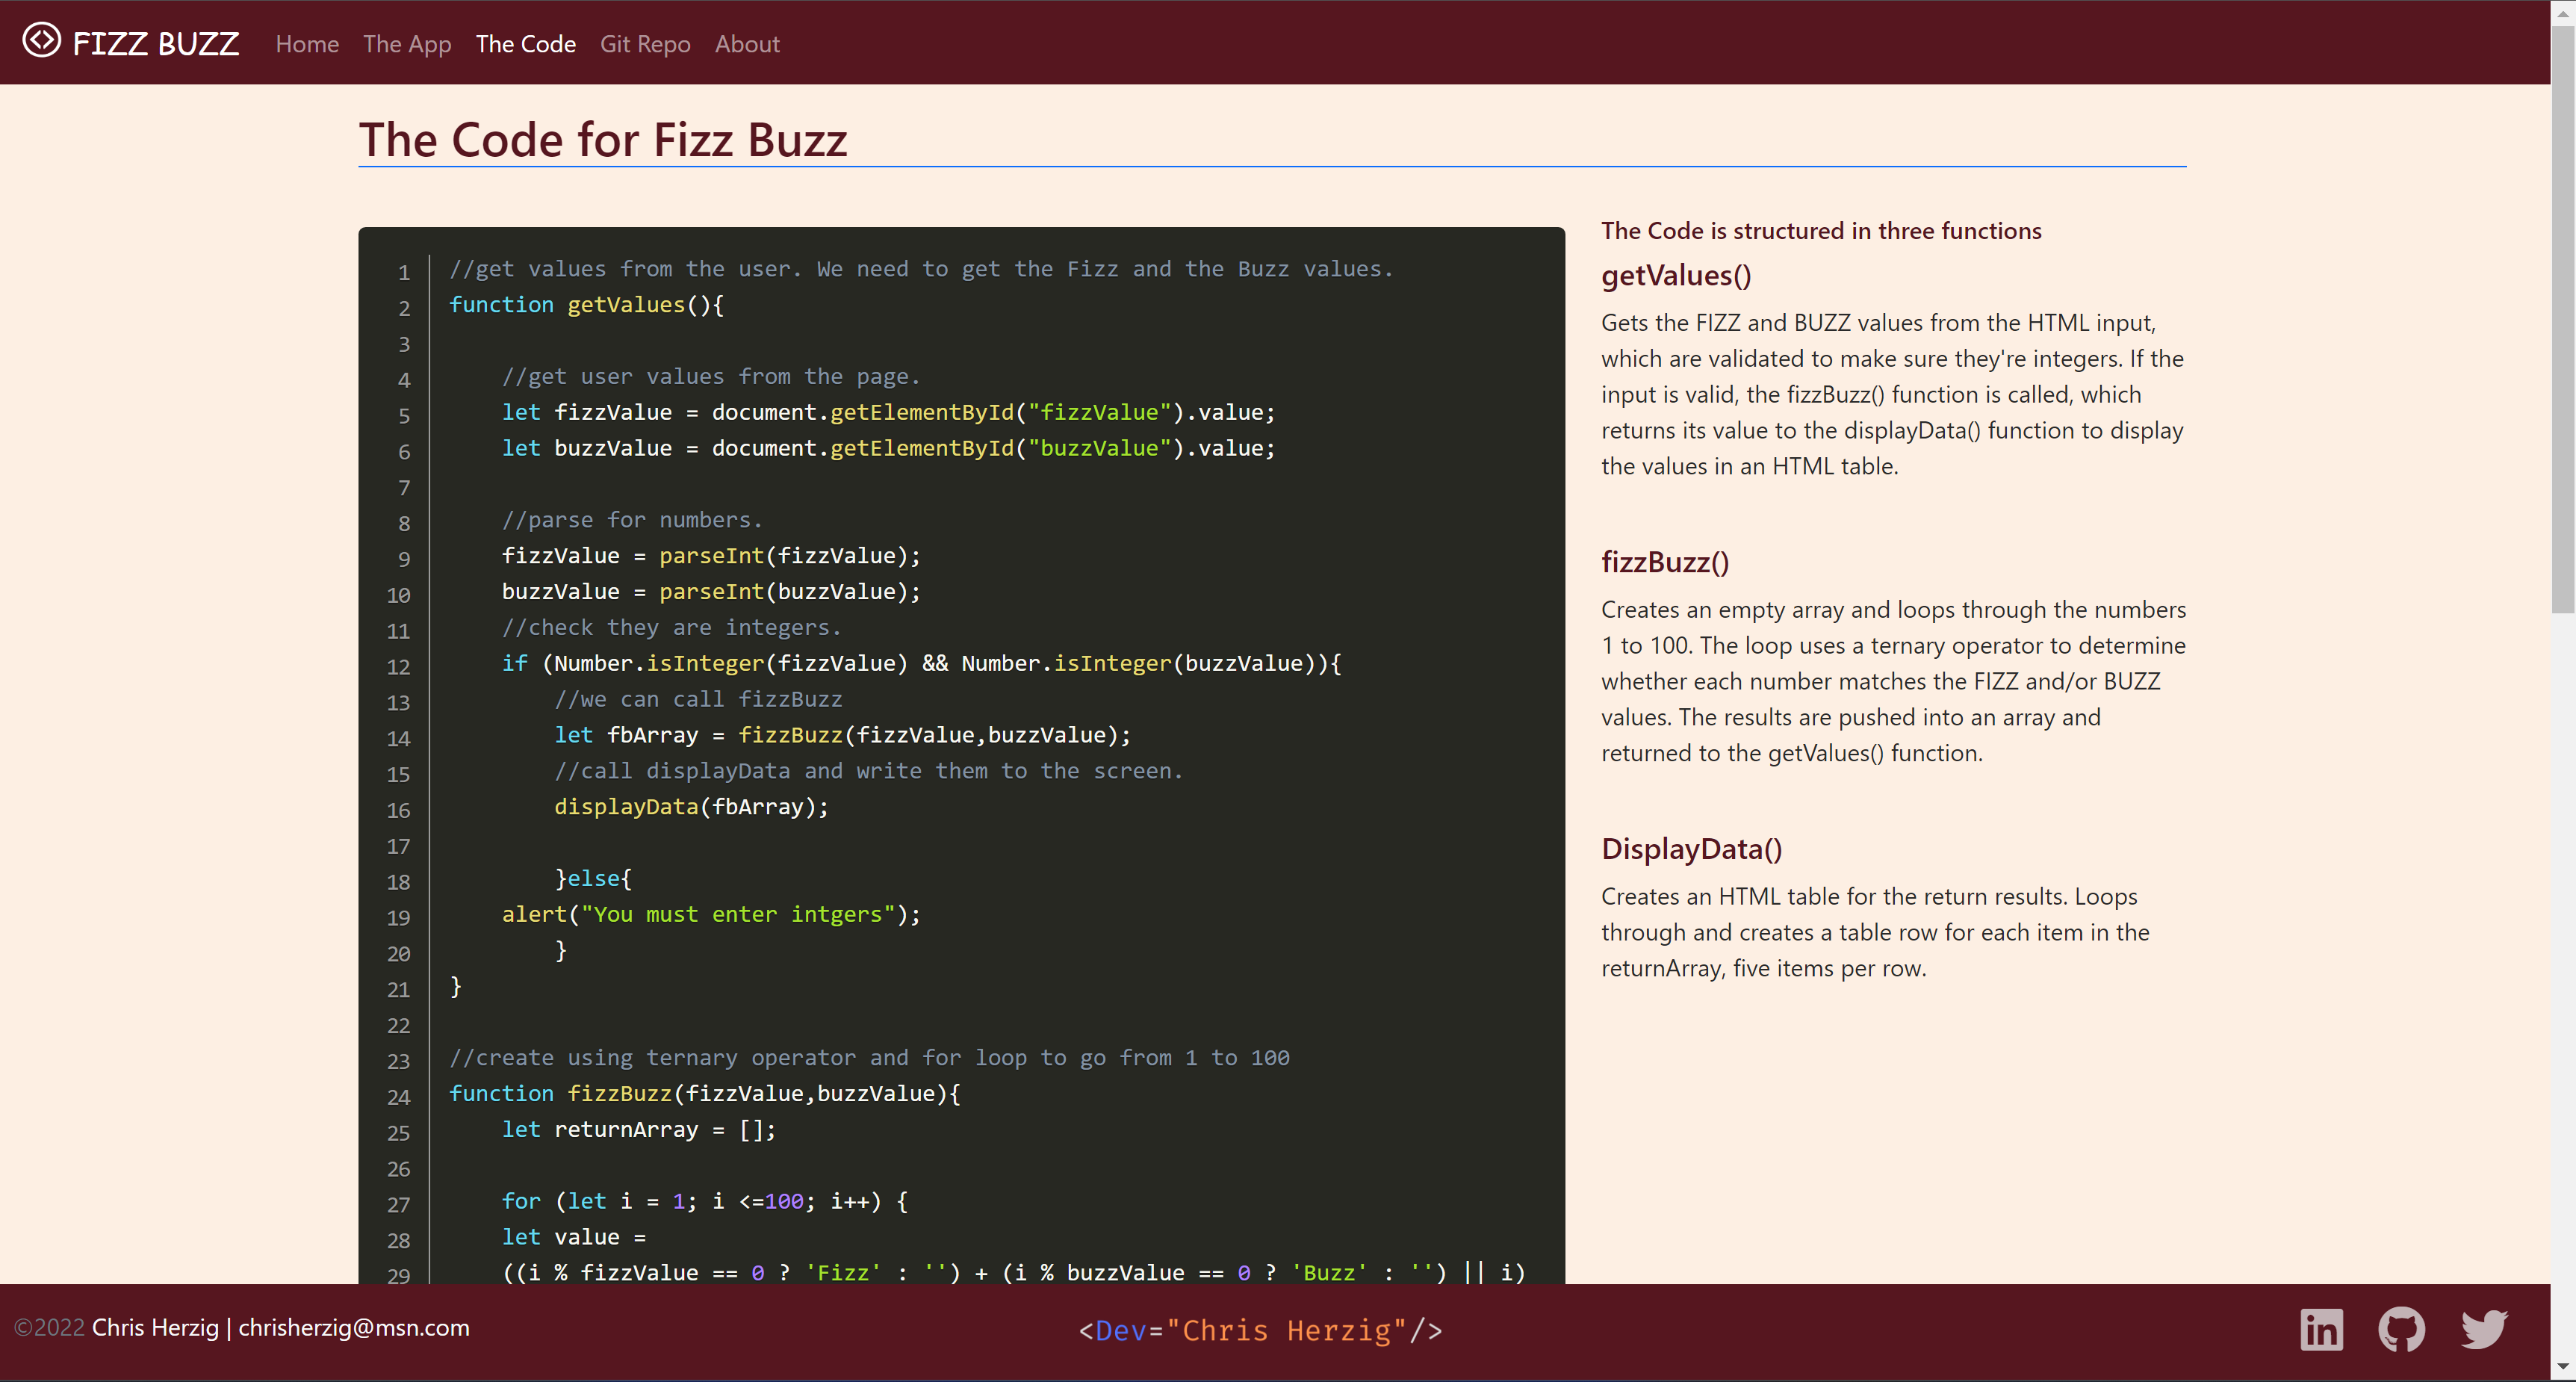 FIZZ BUZZ Home The App The Code Git Repo About
The Code for Fizz Buzz
1 //get values from the user. We need to get the Fizz and the Buzz values.
2 function getValues(){
3
4     //get user values from the page.
5     let fizzValue = document.getElementById("fizzValue").value;
6     let buzzValue = document.getElementById("buzzValue").value;
7
8     //parse for numbers.
9     fizzValue = parseInt(fizzValue);
10     buzzValue = parseInt(buzzValue);
11     //check they are integers.
12     if (Number.isInteger(fizzValue) && Number.isInteger(buzzValue)){
13         //we can call fizzBuzz
14         let fbArray = fizzBuzz(fizzValue,buzzValue);
15         //call displayData and write them to the screen.
16         displayData(fbArray);
17
18         }else{
19     alert("You must enter intgers");
20         }
21 }
22
23 //create using ternary operator and for loop to go from 1 to 100
24 function fizzBuzz(fizzValue,buzzValue){
25     let returnArray = [];
26
27     for (let i = 1; i <=100; i++) {
28     let value =
29     ((i % fizzValue == 0 ? 'Fizz' : '') + (i % buzzValue == 0 ? 'Buzz' : '') || i)
The Code is structured in three functions
getValues()
Gets the FIZZ and BUZZ values from the HTML input,
which are validated to make sure they're integers. If the
input is valid, the fizzBuzz() function is called, which
returns its value to the displayData() function to display
the values in an HTML table.
fizzBuzz()
Creates an empty array and loops through the numbers
1 to 100. The loop uses a ternary operator to determine
whether each number matches the FIZZ and/or BUZZ
values. The results are pushed into an array and
returned to the getValues() function.
DisplayData()
Creates an HTML table for the return results. Loops
through and creates a table row for each item in the
returnArray, five items per row.
©2022 Chris Herzig | chrisherzig@msn.com
<Dev="Chris Herzig"/>
in